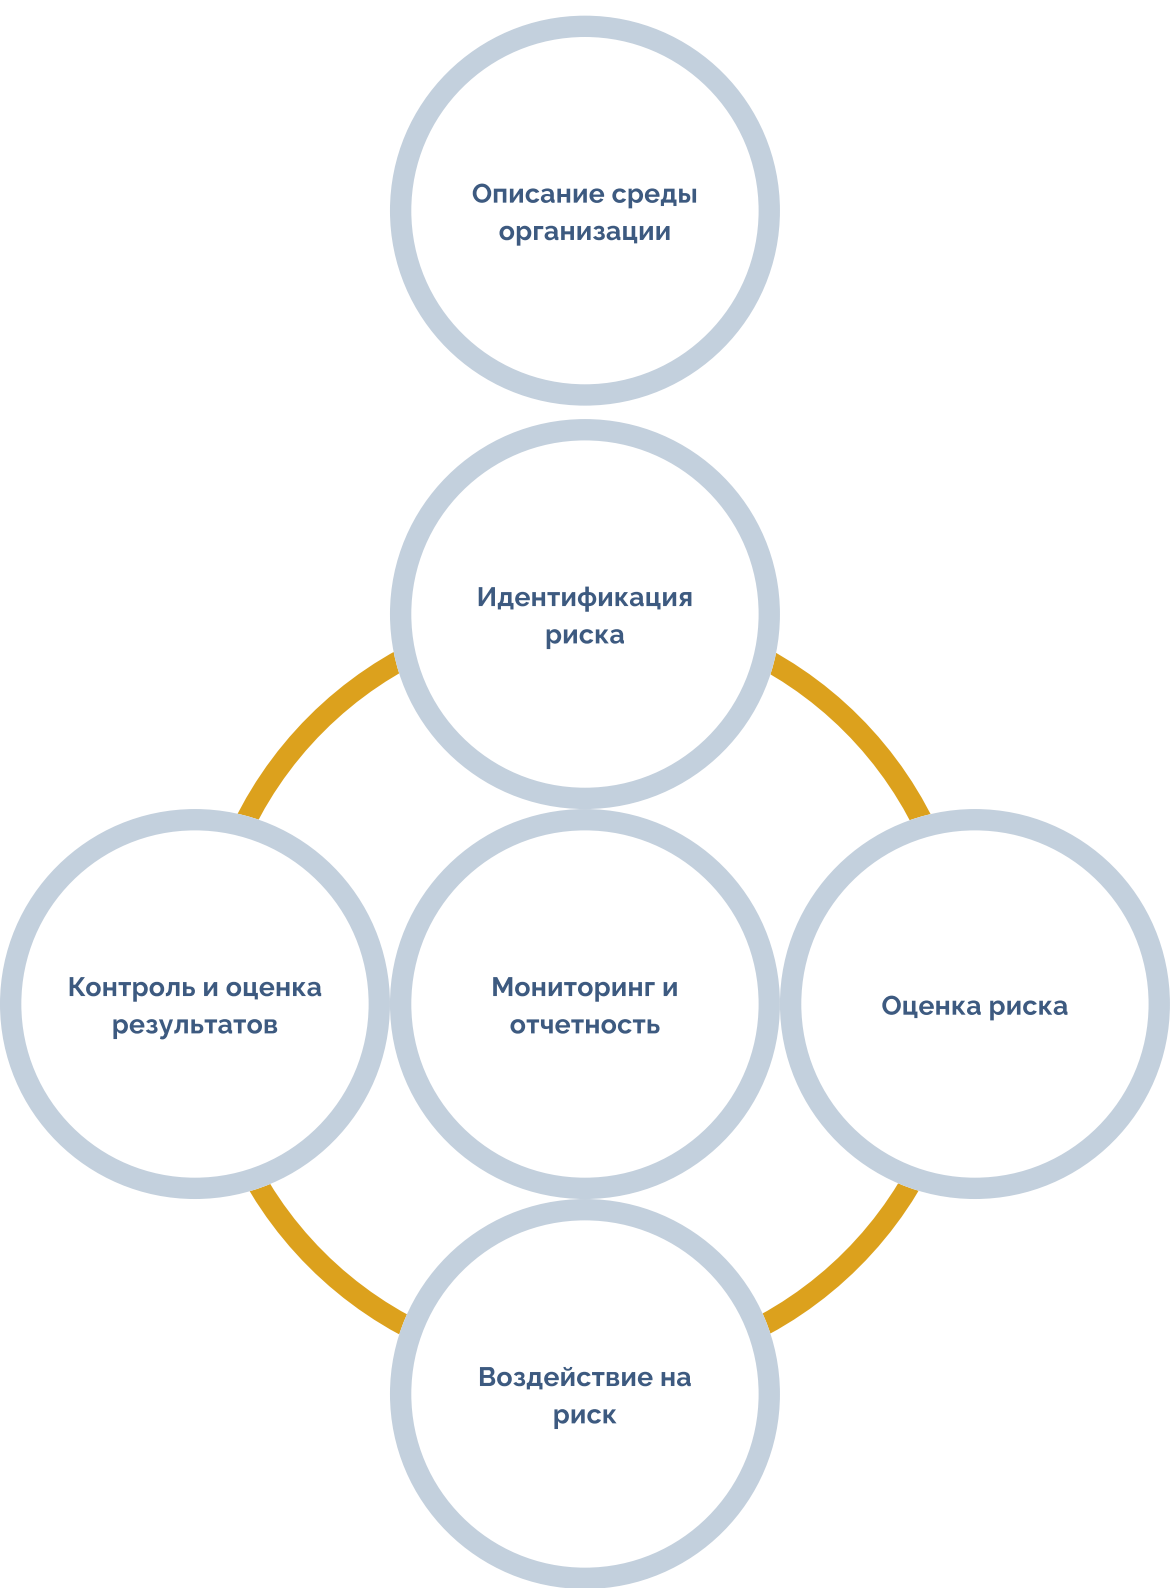 Описание среды
организации
Идентификация
риска
Контроль и оценка
результатов
Мониторинг и
отчетность
Оценка риска
Воздействие на
риск